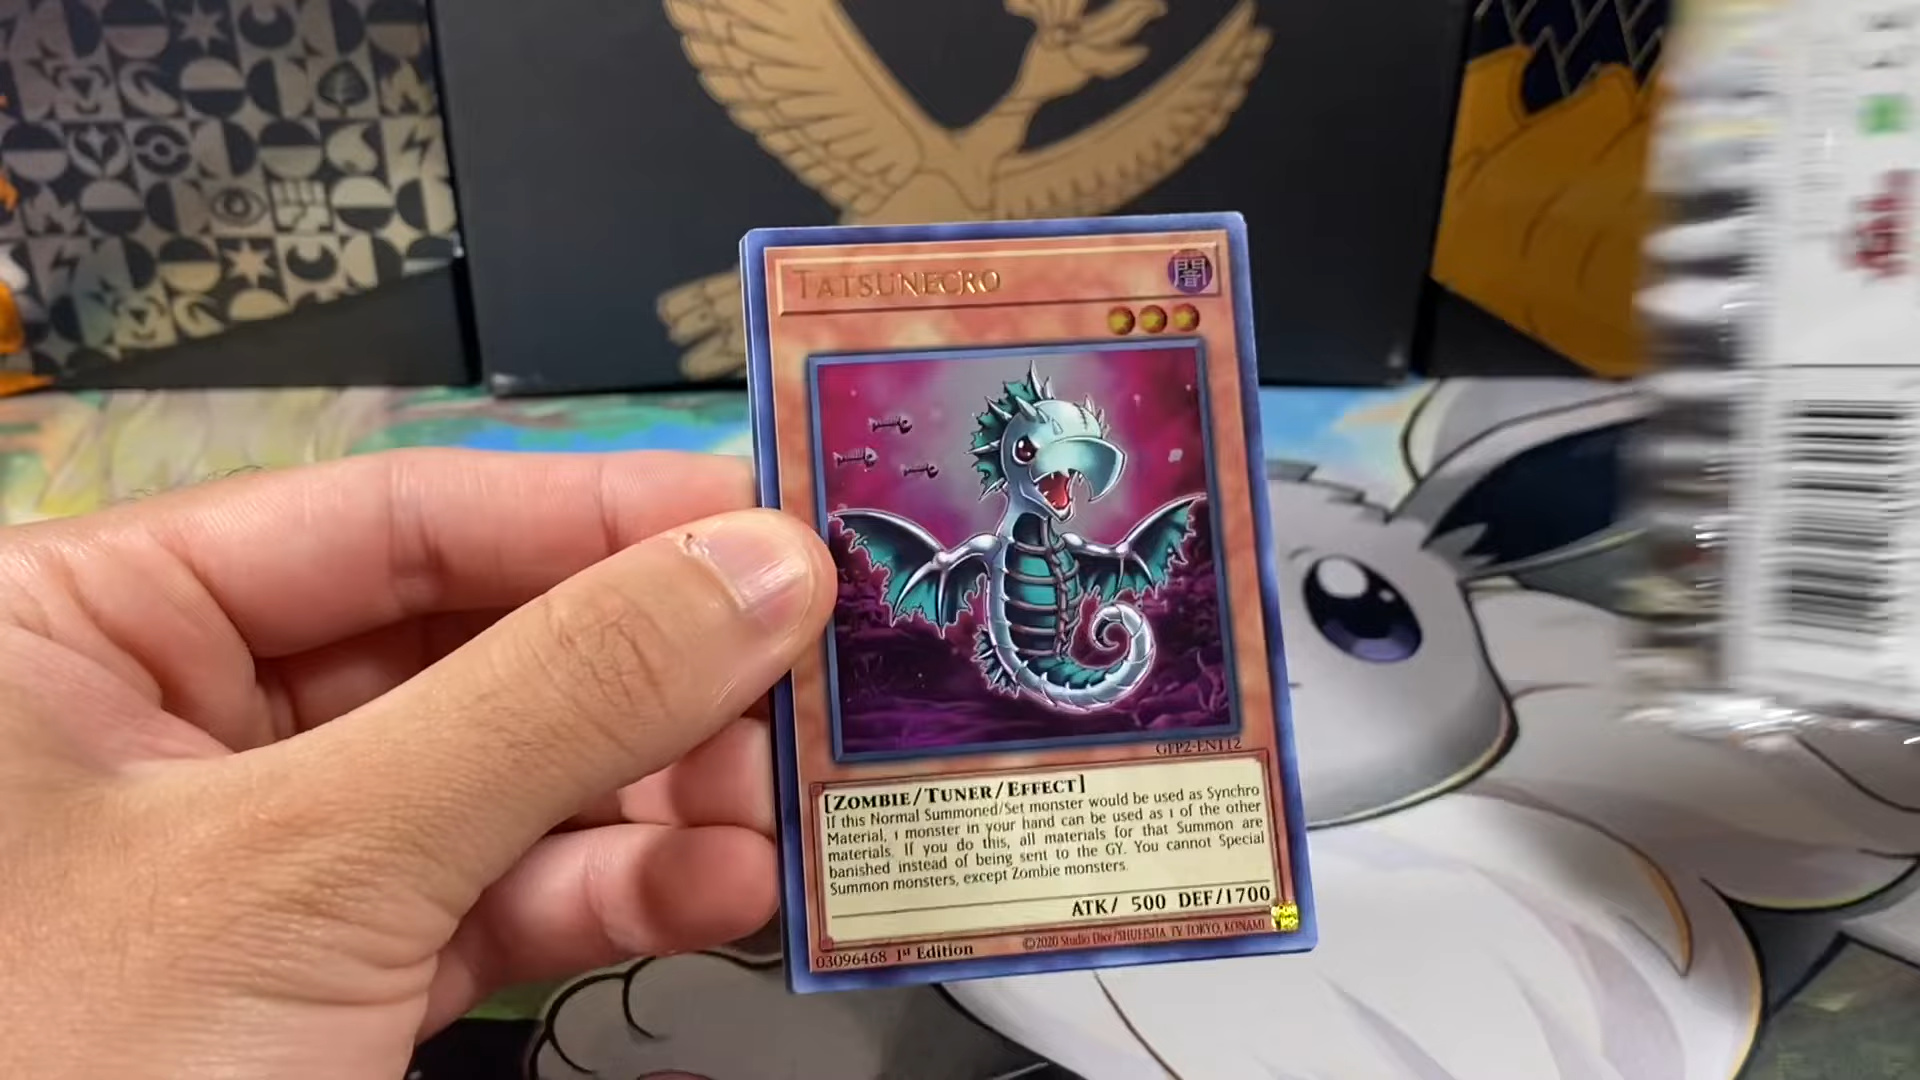 TATSUNECRO
闇
GFP2-EN112
[ZOMBIE/TUNER/EFFECT]
If this Normal Summoned/Set monster would be used as Synchro
Material, 1 monster in your hand can be used as 1 of the other
materials. If you do this, all materials for that Summon are
banished instead of being sent to the GY. You cannot Special
Summon monsters, except Zombie monsters.
ATK/ 500 DEF/1700
03096468 1st Edition
©2020 Studio Dice/SHUEISHA, TV TOKYO, KONAMI